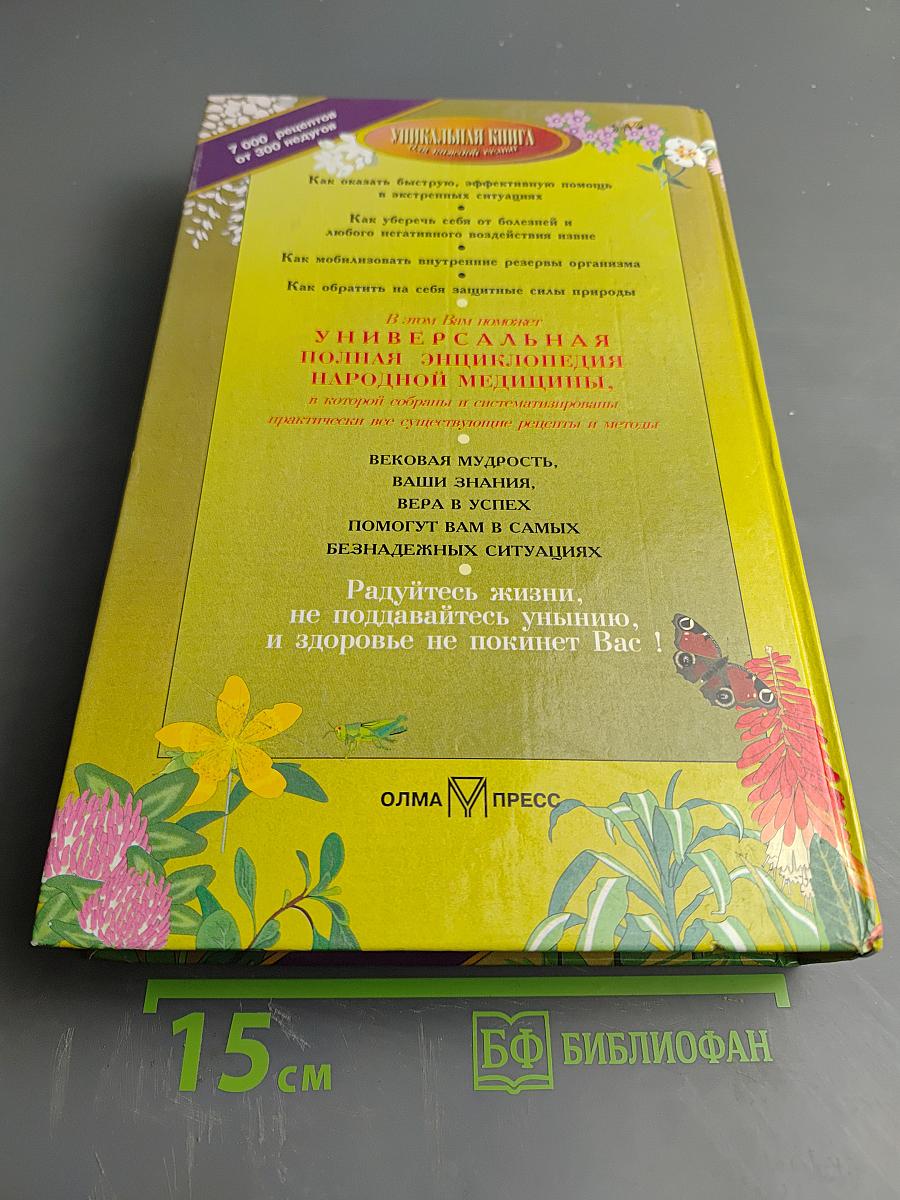 7 000 рецептов
от 300 недугов
УНИКАЛЬНАЯ КНИГА
для каждой семьи
Как оказать быструю, эффективную помощь
в экстренных ситуациях
Как уберечь себя от болезней и
любого негативного воздействия извне
Как мобилизовать внутренние резервы организма
Как обратить на себя защитные силы природы
В этом Вам поможет
УНИВЕРСАЛЬНАЯ
ПОЛНАЯ ЭНЦИКЛОПЕДИЯ
НАРОДНОЙ МЕДИЦИНЫ,
в которой собраны и систематизированы
практически все существующие рецепты и методы
ВЕКОВАЯ МУДРОСТЬ,
ВАШИ ЗНАНИЯ,
ВЕРА В УСПЕХ
ПОМОГУТ ВАМ В САМЫХ
БЕЗНАДЕЖНЫХ СИТУАЦИЯХ
Радуйтесь жизни,
не поддавайтесь унынию,
и здоровье не покинет Вас !
ОЛМА ПРЕСС
15 см
БФ БИБЛИОФАН